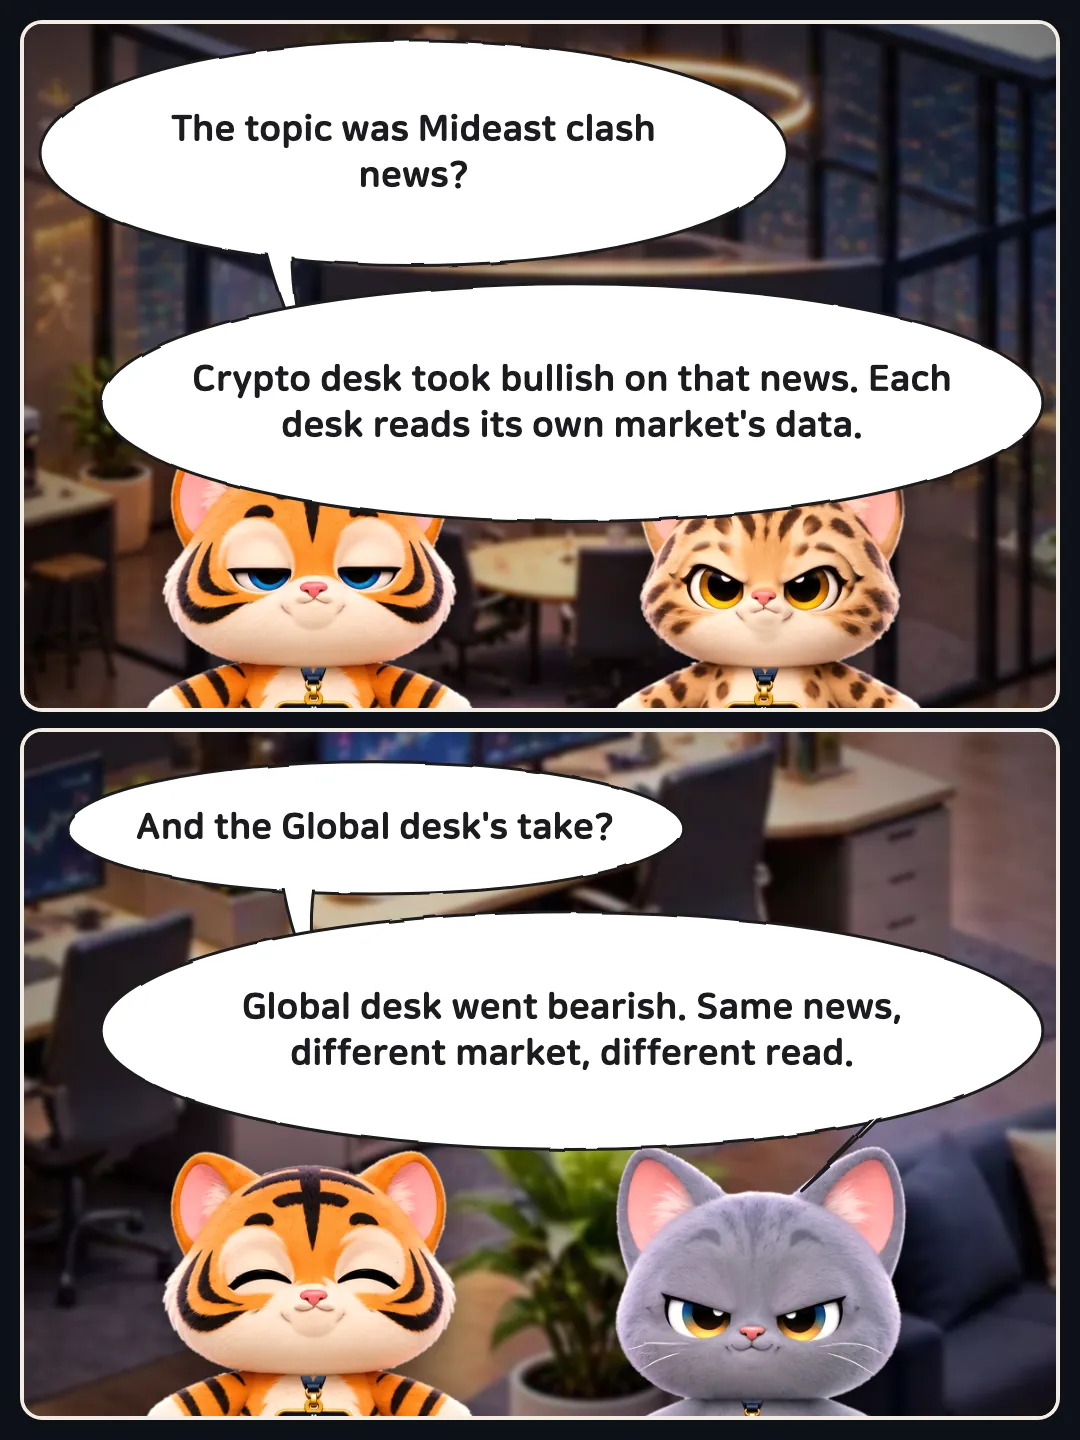 The topic was Mideast clash
news?
Crypto desk took bullish on that news. Each
desk reads its own market's data.
And the Global desk's take?
Global desk went bearish. Same news,
different market, different read.